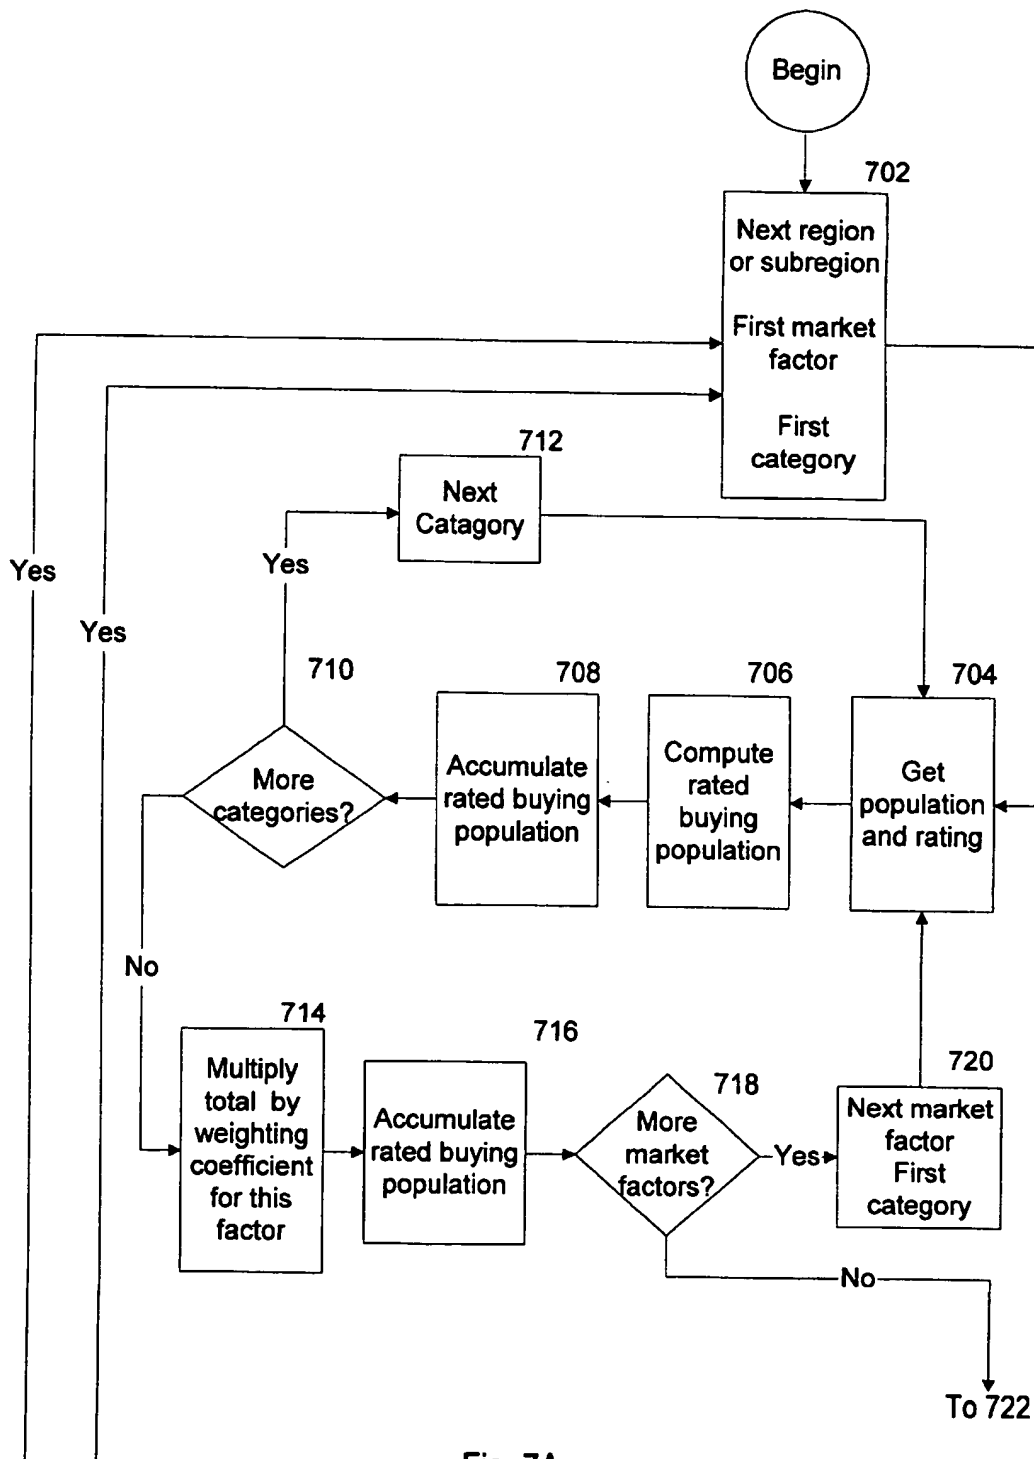 Begin
702
Next region
or subregion
First market
factor
First
category
712
Next
Catagory
Yes
Yes
Yes
710
708
706
704
More
categories?
Accumulate
rated buying
population
Compute
rated
buying
population
Get
population
and rating
No
714
Multiply
total by
weighting
coefficient
for this
factor
716
Accumulate
rated buying
population
718
More
market
factors?
Yes
720
Next market
factor
First
category
No
To 722
Fig. 7A